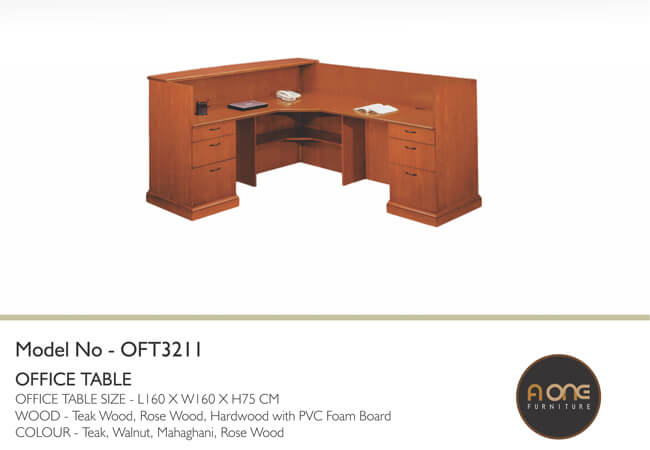 Model No - OFT3211
OFFICE TABLE
OFFICE TABLE SIZE - L160 X W160 X H75 CM
WOOD - Teak Wood, Rose Wood, Hardwood with PVC Foam Board
COLOUR - Teak, Walnut, Mahaghani, Rose Wood
A ONE
FURNITURE